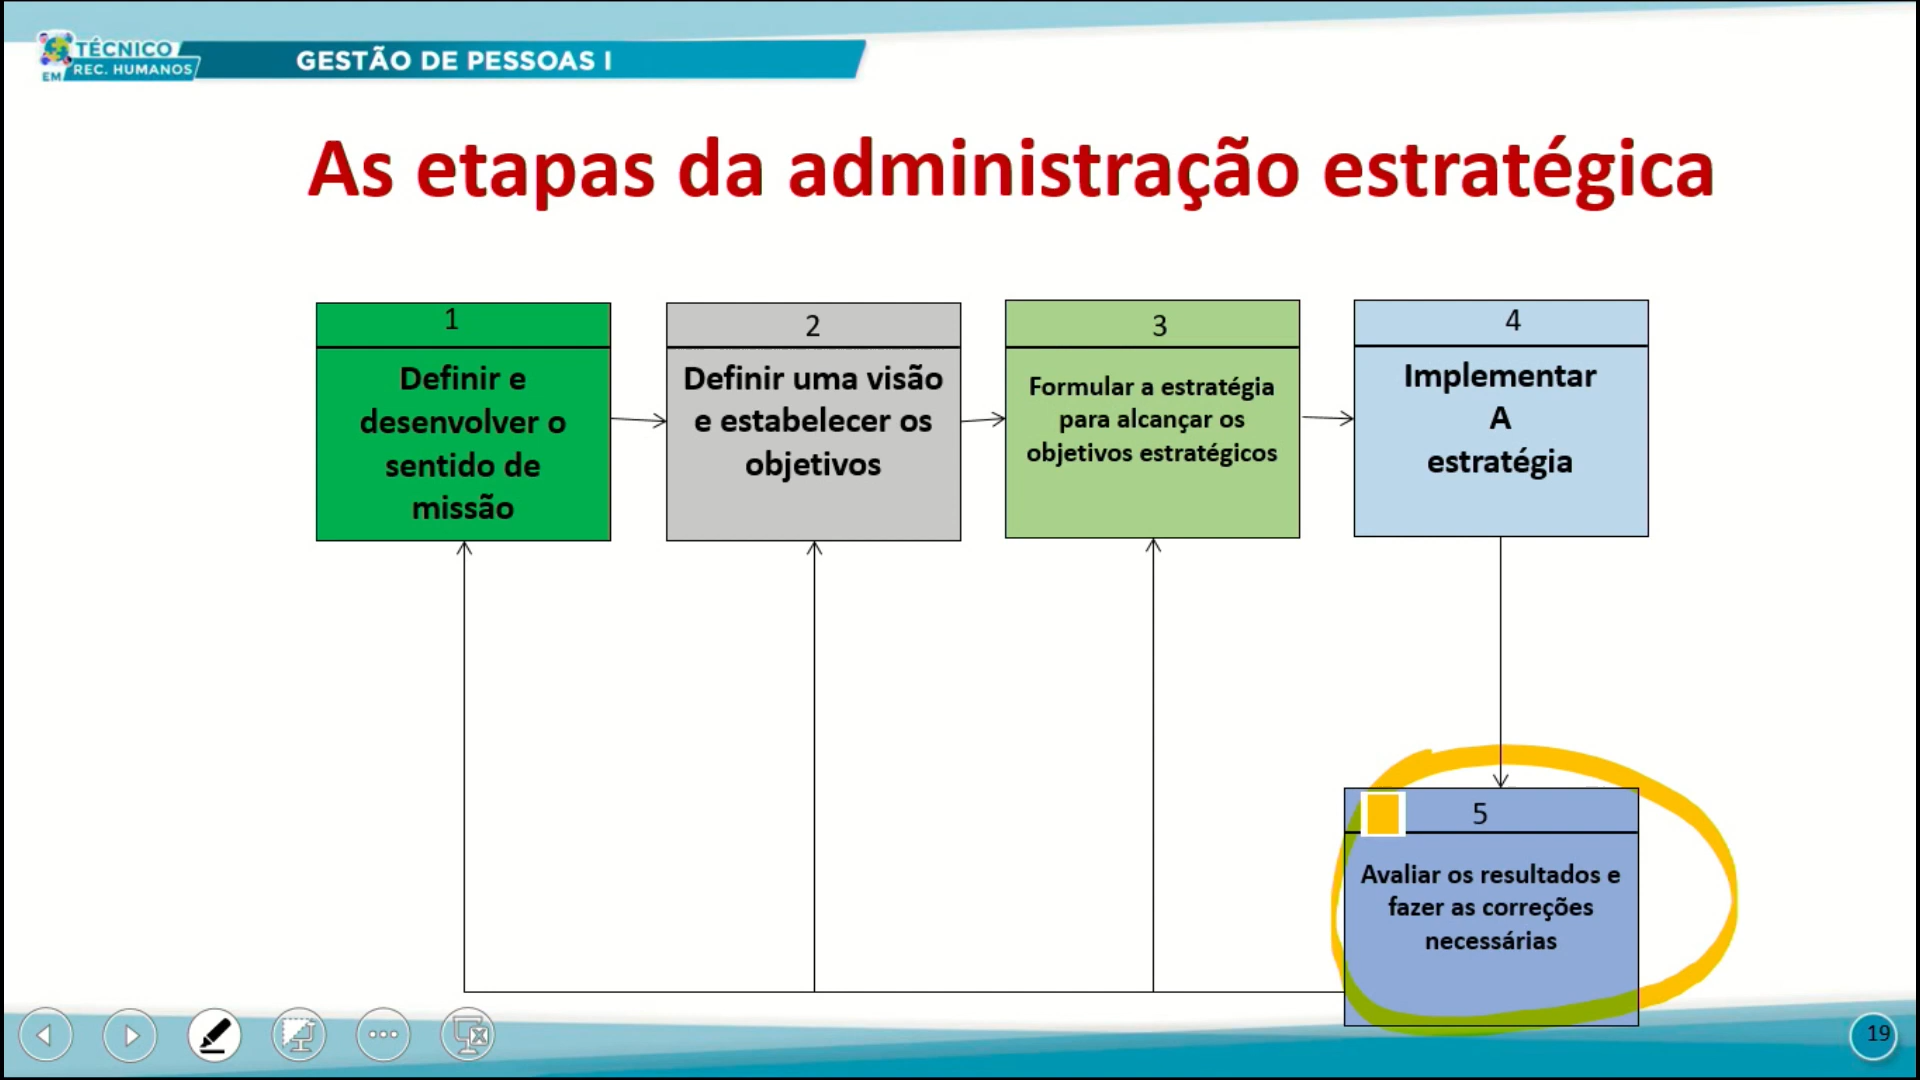 TÉCNICO
EM REC. HUMANOS
GESTÃO DE PESSOAS I
As etapas da administração estratégica
1
Definir e
desenvolver o
sentido de
missão
2
Definir uma visão
e estabelecer os
objetivos
3
Formular a estratégia
para alcançar os
objetivos estratégicos
4
Implementar
A
estratégia
5
Avaliar os resultados e
fazer as correções
necessárias
19